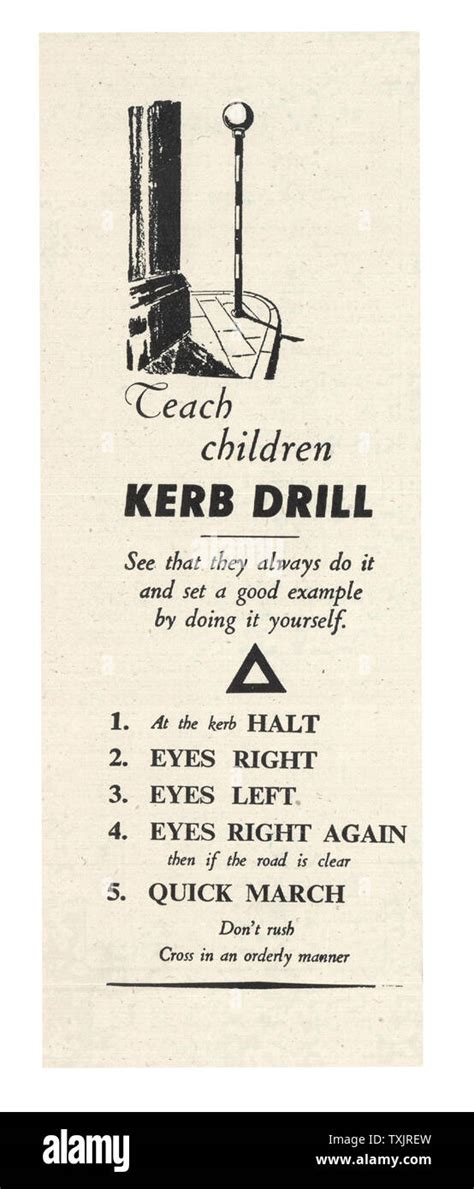 Teach
children
KERB DRILL
See that they always do it
and set a good example
by doing it yourself.
1. At the kerb HALT
2. EYES RIGHT
3. EYES LEFT
4. EYES RIGHT AGAIN
then if the road is clear
5. QUICK MARCH
Don't rush
Cross in an orderly manner
alamy
Image ID: TXJREW
www.alamy.com